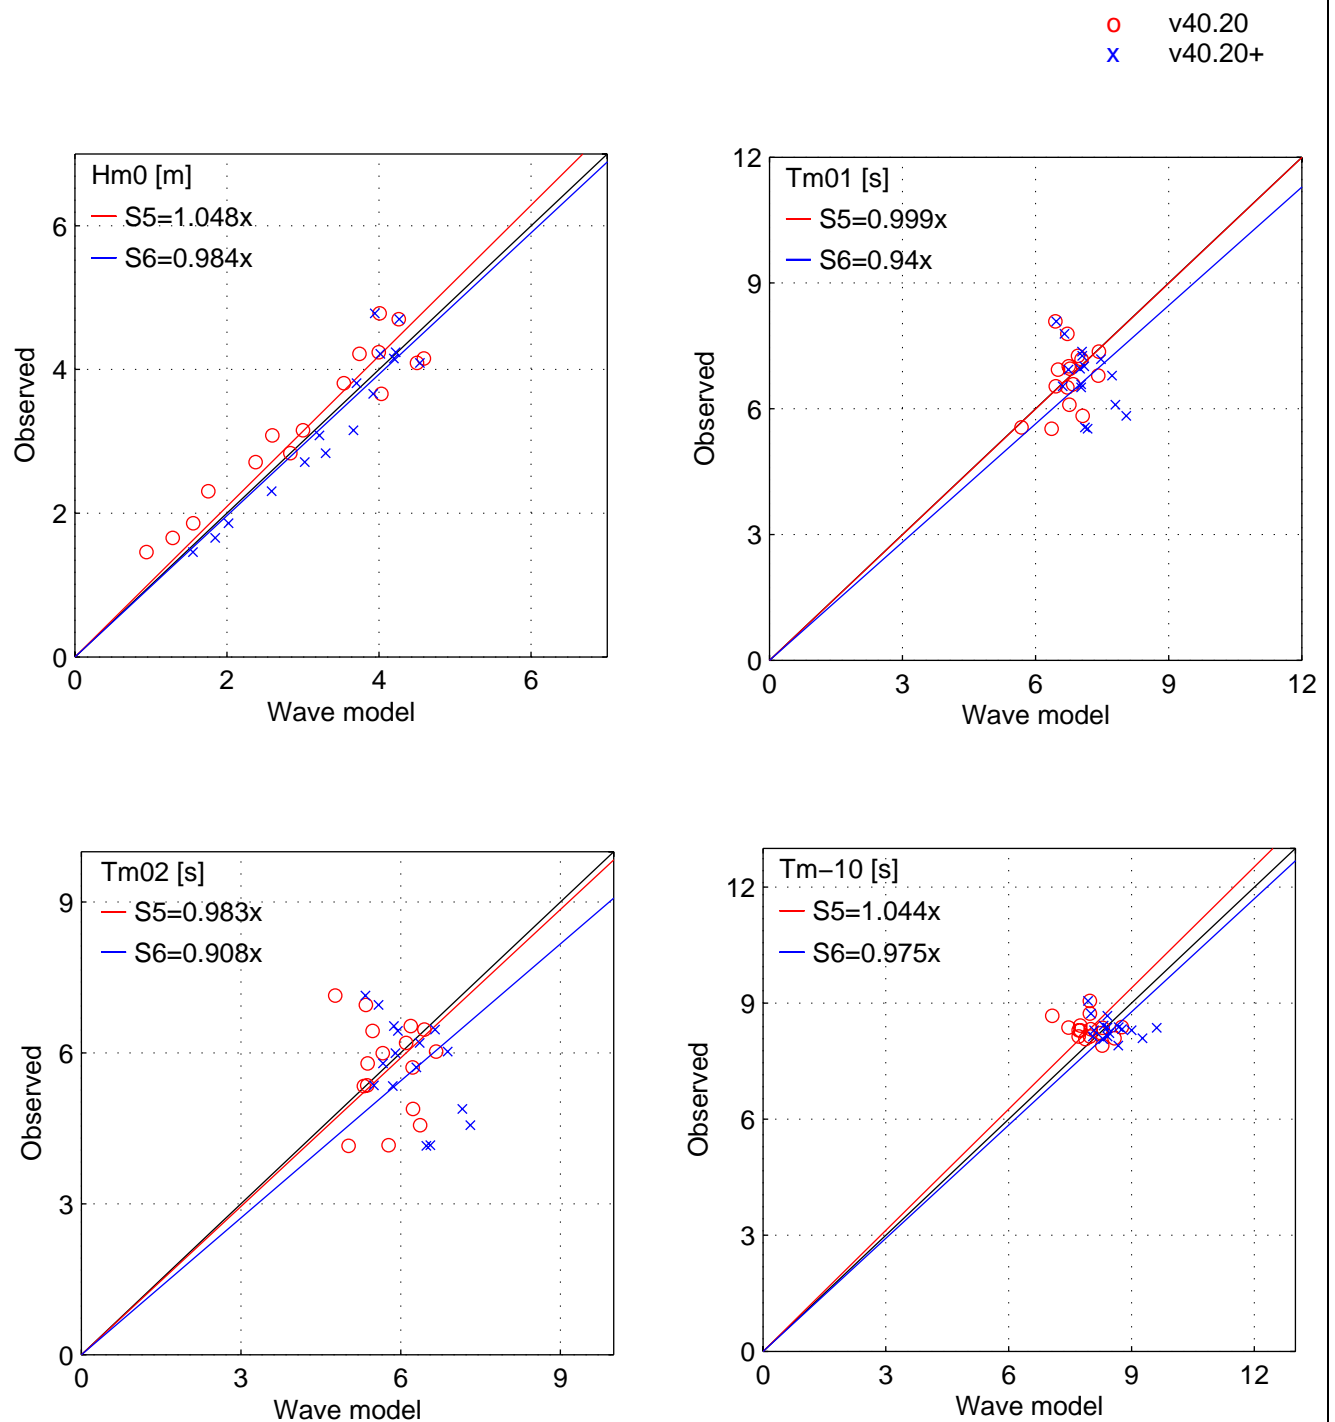 o v40.20
x v40.20+
Hm0 [m]
S5=1.048x
S6=0.984x
6
4
2
0
Observed
0 2 4 6
Wave model
Tm01 [s]
S5=0.999x
S6=0.94x
12
9
6
3
0
Observed
0 3 6 9 12
Wave model
Tm02 [s]
S5=0.983x
S6=0.908x
9
6
3
0
Observed
0 3 6 9
Wave model
Tm−10 [s]
S5=1.044x
S6=0.975x
12
9
6
3
0
Observed
0 3 6 9 12
Wave model